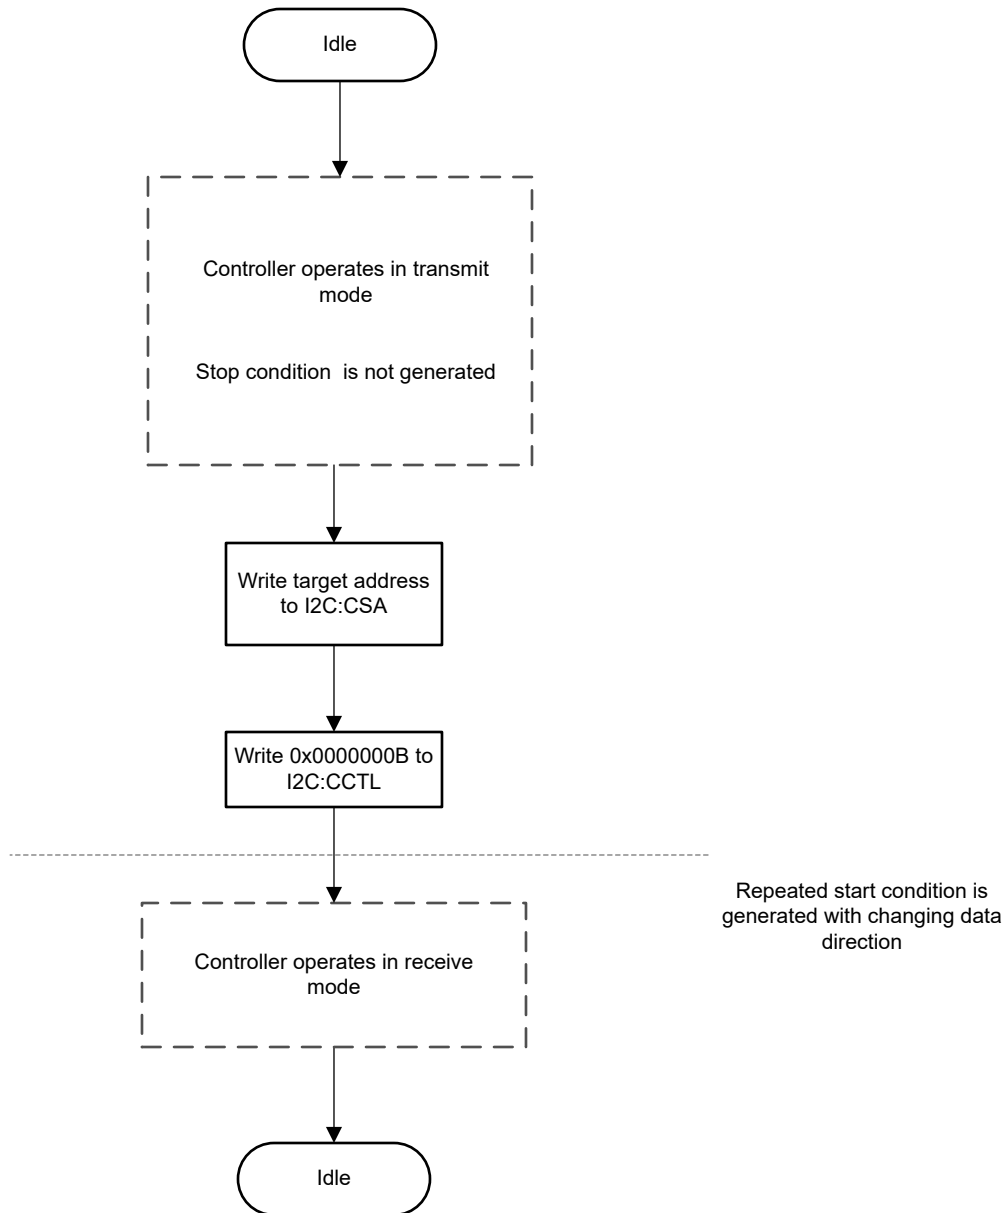 Idle
Controller operates in transmit
mode
Stop condition is not generated
Write target address
to I2C:CSA
Write 0x0000000B to
I2C:CCTL
Repeated start condition is
generated with changing data
direction
Controller operates in receive
mode
Idle